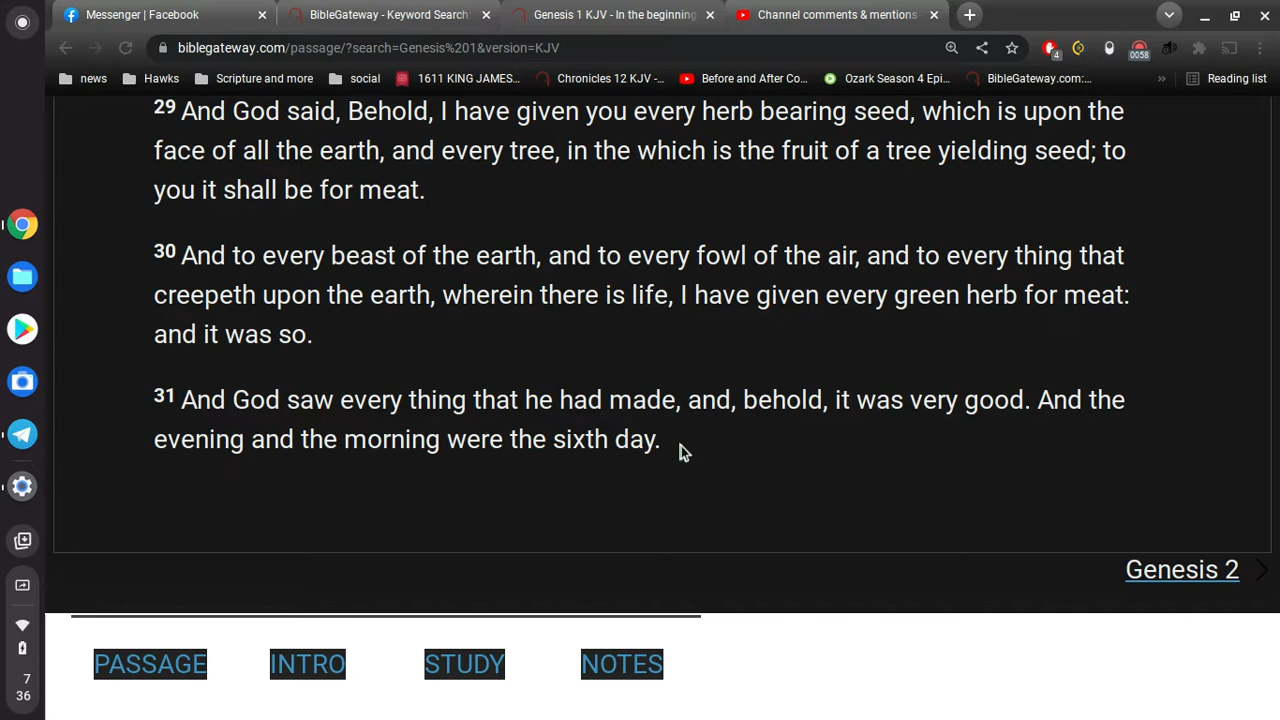 Messenger | Facebook
BibleGateway - Keyword Search:
Genesis 1 KJV - In the beginning
Channel comments & mentions
biblegateway.com/passage/?search=Genesis%201&version=KJV
4
0058
news
Hawks
Scripture and more
social
1611 KING JAMES...
Chronicles 12 KJV -...
Before and After Co...
Ozark Season 4 Epi...
BibleGateway.com:...
»
Reading list
29 And God said, Behold, I have given you every herb bearing seed, which is upon the
face of all the earth, and every tree, in the which is the fruit of a tree yielding seed; to
you it shall be for meat.
30 And to every beast of the earth, and to every fowl of the air, and to every thing that
creepeth upon the earth, wherein there is life, I have given every green herb for meat:
and it was so.
31 And God saw every thing that he had made, and, behold, it was very good. And the
evening and the morning were the sixth day.
Genesis 2
PASSAGE
INTRO
STUDY
NOTES
7
36